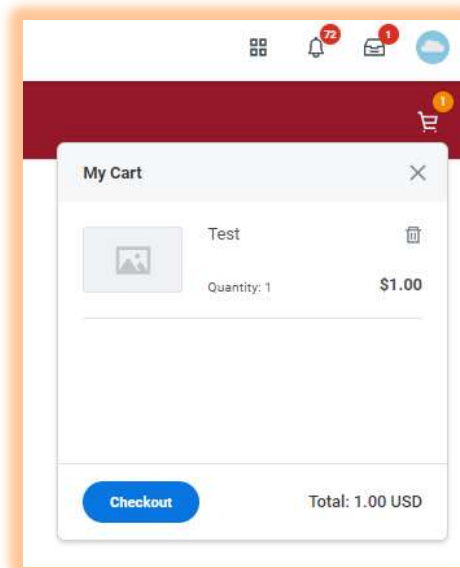 72
1
1
My Cart
Test
Quantity: 1
$1.00
Checkout
Total: 1.00 USD